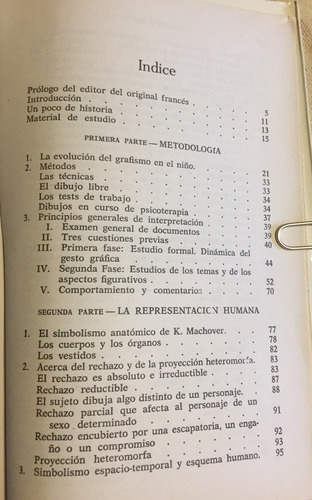 Indice
Prólogo del editor del original francés . . . . 5
Introducción . . . . . . . . 11
Un poco de historia . . . . . . . 13
Material de estudio . . . . . . . 15
PRIMERA PARTE — METODOLOGIA
1. La evolución del grafismo en el niño. . . . 21
2. Métodos . . . . . . . . 33
Las técnicas . . . . . . . 33
El dibujo libre . . . . . . . 34
Los tests de trabajo . . . . . . 34
Dibujos en curso de psicoterapia . . . . 37
3. Principios generales de interpretación . . . 39
I. Examen general de documentos . . . 39
II. Tres cuestiones previas . . . . 40
III. Primera fase: Estudio formal. Dinámica del
gesto gráfica . . . . . . 44
IV. Segunda Fase: Estudios de los temas y de los
aspectos figurativos . . . . . 52
V. Comportamiento y comentarios . . . 70
SEGUNDA PARTE — LA REPRESENTACION HUMANA
1. El simbolismo anatómico de K. Machover . . 77
Los cuerpos y los órganos . . . . . 78
Los vestidos . . . . . . . 82
2. Acerca del rechazo y de la proyección heteromorfa. 83
El rechazo es absoluto e irreductible . . . 83
Rechazo reductible . . . . . . 87
El sujeto dibuja algo distinto de un personaje. . 88
Rechazo parcial que afecta al personaje de un
sexo determinado . . . . . . 91
Rechazo encubierto por una escapatoria, un enga-
ño o un compromiso . . . . . 92
Proyección heteromorfa . . . . . 93
3. Simbolismo espacio-temporal y esquema humano. 95